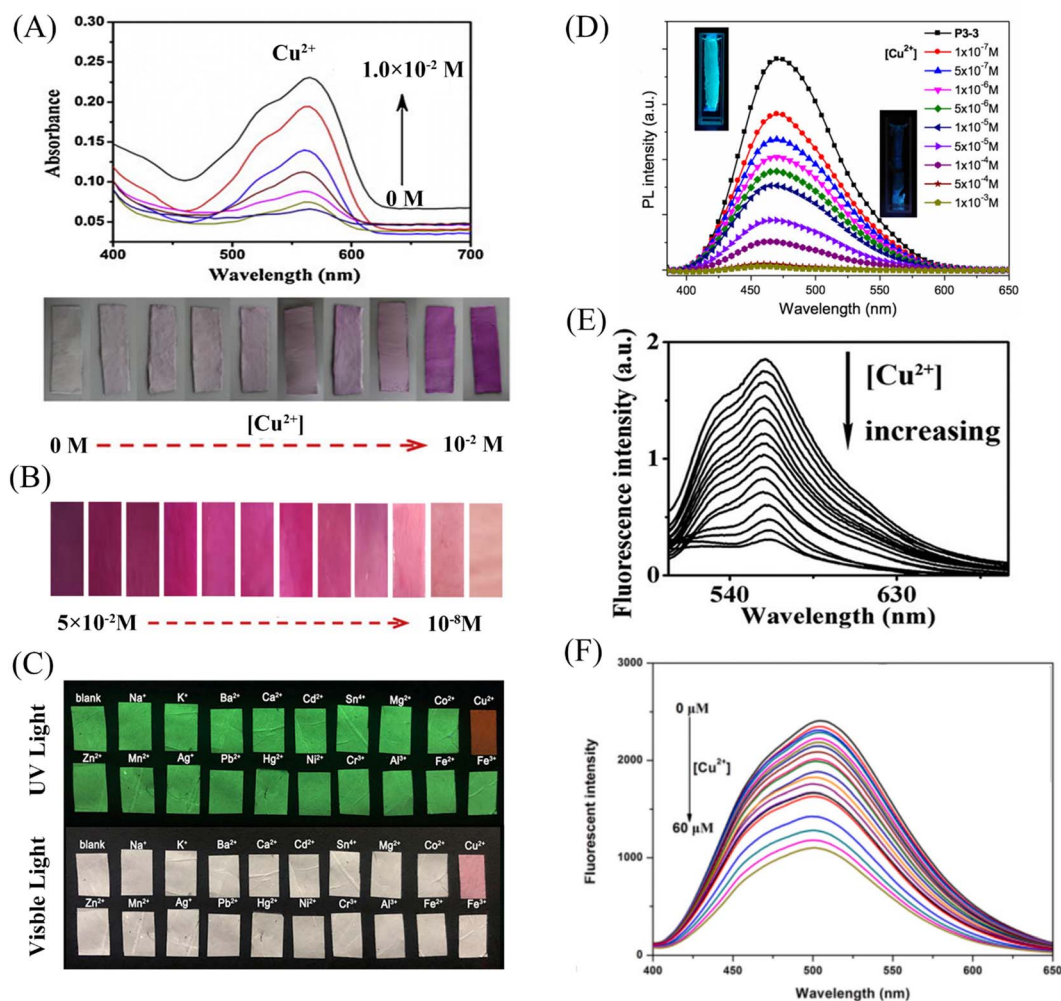 (A)
Absorbance
0.30
0.25
0.20
0.15
0.10
0.05
Cu²⁺
1.0×10⁻² M
0 M
400 500 600 700
Wavelength (nm)
[Cu²⁺]
0 M
10⁻² M
(B)
5×10⁻²M
10⁻⁸M
(C)
UV Light
blank Na⁺ K⁺ Ba²⁺ Ca²⁺ Cd²⁺ Sn⁴⁺ Mg²⁺ Co²⁺ Cu²⁺
Zn²⁺ Mn²⁺ Ag⁺ Pb²⁺ Hg²⁺ Ni²⁺ Cr³⁺ Al³⁺ Fe²⁺ Fe³⁺
Visble Light
blank Na⁺ K⁺ Ba²⁺ Ca²⁺ Cd²⁺ Sn⁴⁺ Mg²⁺ Co²⁺ Cu²⁺
Zn²⁺ Mn²⁺ Ag⁺ Pb²⁺ Hg²⁺ Ni²⁺ Cr³⁺ Al³⁺ Fe²⁺ Fe³⁺
(D)
PL intensity (a.u.)
P3-3
[Cu²⁺]
1x10⁻⁷M
5x10⁻⁷M
1x10⁻⁶M
5x10⁻⁶M
1x10⁻⁵M
5x10⁻⁵M
1x10⁻⁴M
5x10⁻⁴M
1x10⁻³M
400 450 500 550 600 650
Wavelength (nm)
(E)
Fluorescence intensity (a.u.)
2
1
0
[Cu²⁺]
increasing
540 630
Wavelength (nm)
(F)
Fluorescent intensity
3000
2000
1000
0
0 μM
[Cu²⁺]
60 μM
400 450 500 550 600 650
Wavelength (nm)